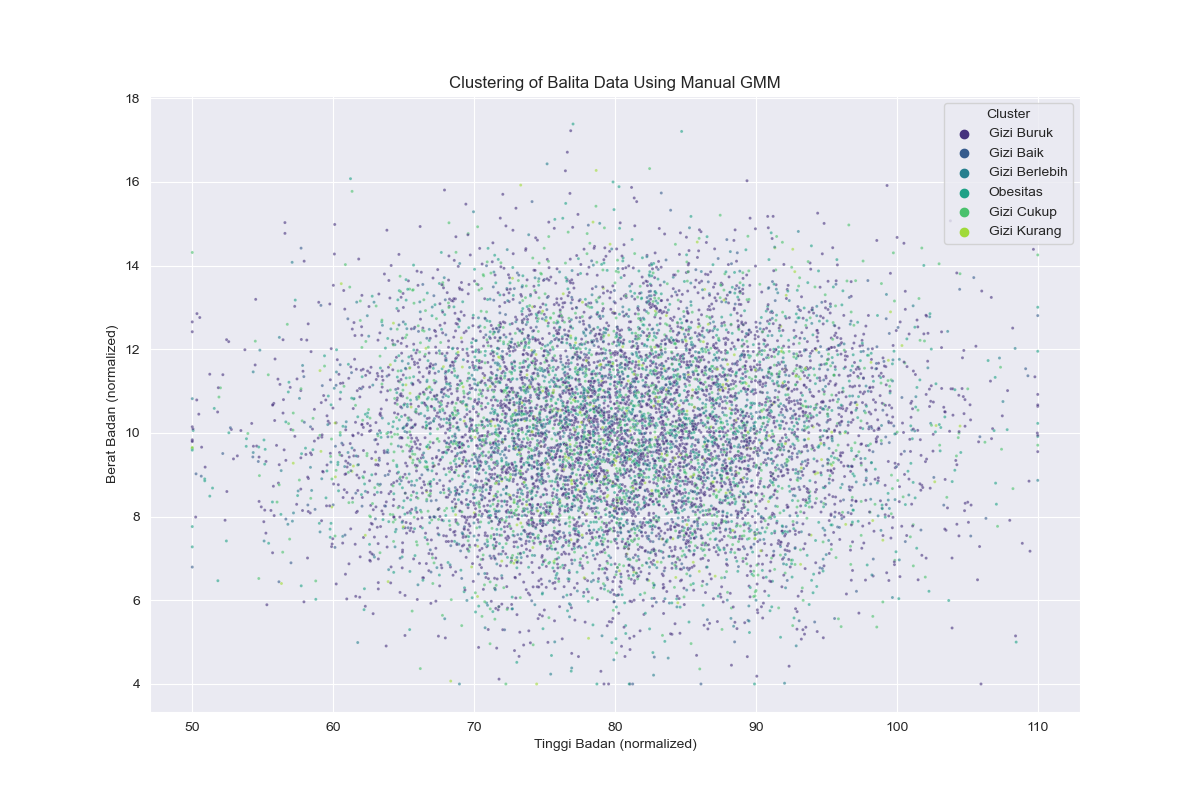 Clustering of Balita Data Using Manual GMM
18
16
14
12
10
8
6
4
Berat Badan (normalized)
Cluster
Gizi Buruk
Gizi Baik
Gizi Berlebih
Obesitas
Gizi Cukup
Gizi Kurang
50 60 70 80 90 100 110
Tinggi Badan (normalized)